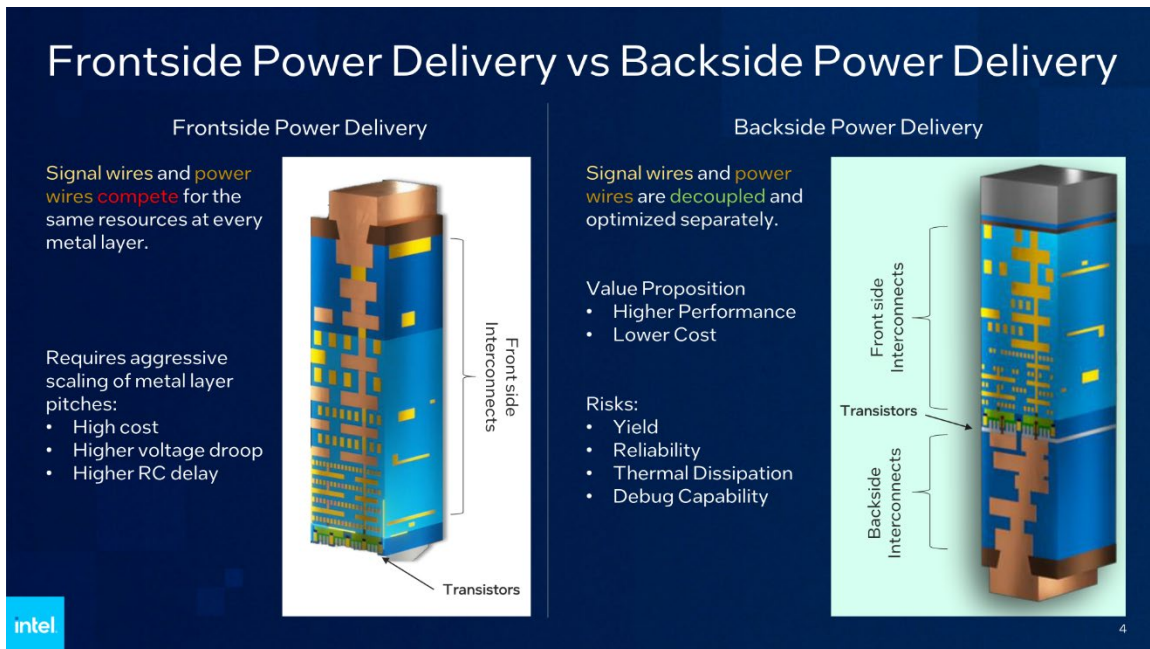 Frontside Power Delivery vs Backside Power Delivery
Frontside Power Delivery
Signal wires and power
wires compete for the
same resources at every
metal layer.
Requires aggressive
scaling of metal layer
pitches:
• High cost
• Higher voltage droop
• Higher RC delay
Front side
Interconnects
Transistors
Backside Power Delivery
Signal wires and power
wires are decoupled and
optimized separately.
Value Proposition
• Higher Performance
• Lower Cost
Risks:
• Yield
• Reliability
• Thermal Dissipation
• Debug Capability
Front side
Interconnects
Transistors
Backside
Interconnects
intel.
4